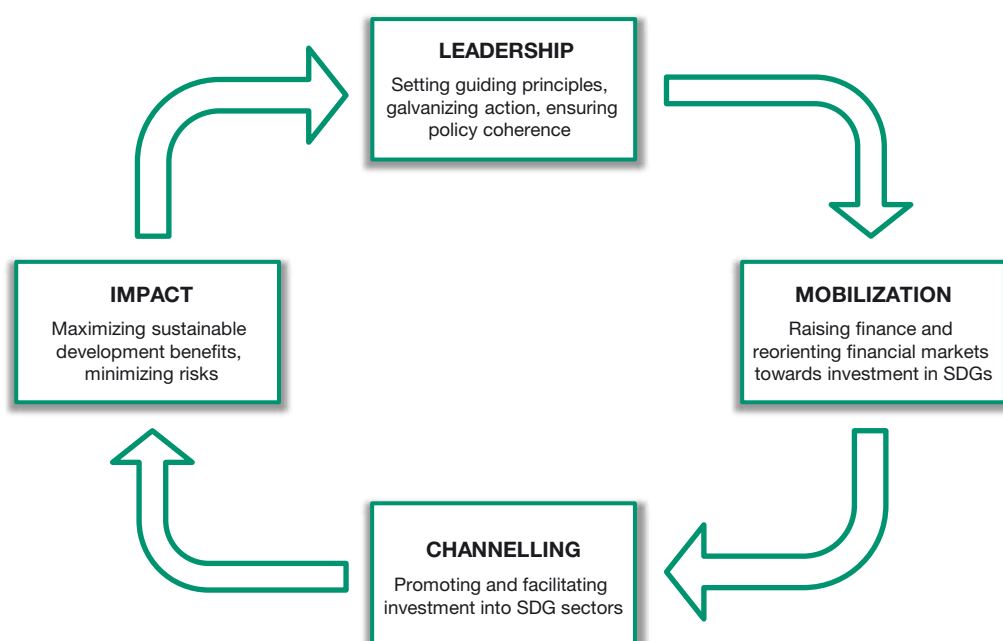 LEADERSHIP
Setting guiding principles,
galvanizing action, ensuring
policy coherence
IMPACT
Maximizing sustainable
development benefits,
minimizing risks
MOBILIZATION
Raising finance and
reorienting financial markets
towards investment in SDGs
CHANNELLING
Promoting and facilitating
investment into SDG sectors